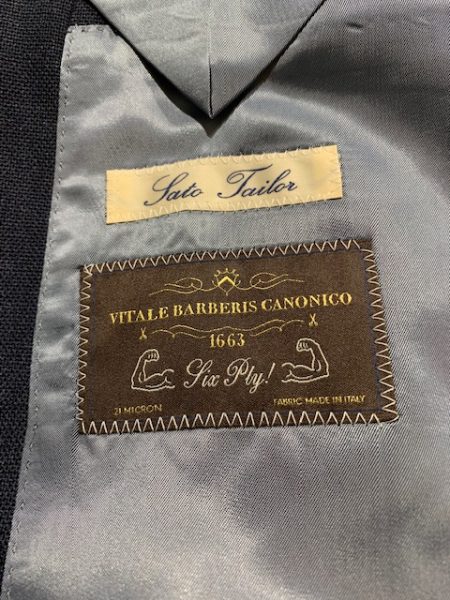 Sato Tailor
VITALE BARBERIS CANONICO
1663
Six Ply!
21 MICRON
FABRIC MADE IN ITALY